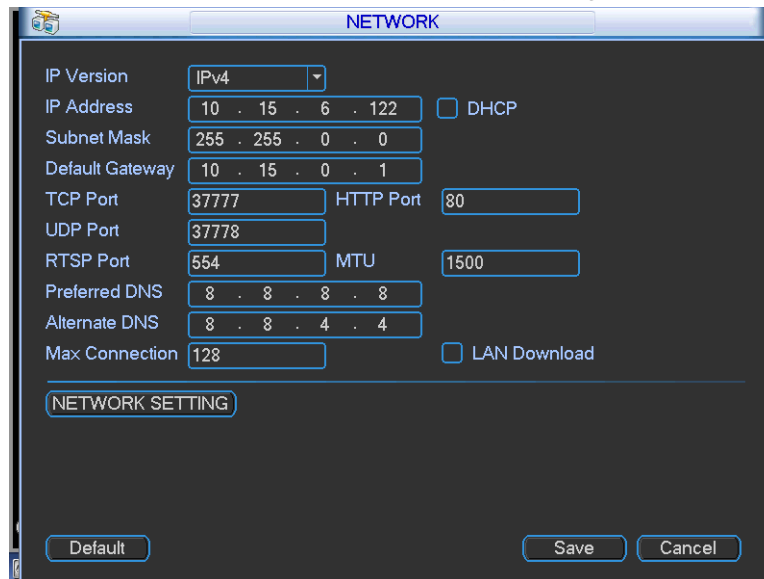 NETWORK
IP Version IPv4
IP Address 10 . 15 . 6 . 122 DHCP
Subnet Mask 255 . 255 . 0 . 0
Default Gateway 10 . 15 . 0 . 1
TCP Port 37777 HTTP Port 80
UDP Port 37778
RTSP Port 554 MTU 1500
Preferred DNS 8 . 8 . 8 . 8
Alternate DNS 8 . 8 . 4 . 4
Max Connection 128 LAN Download
NETWORK SETTING
Default Save Cancel